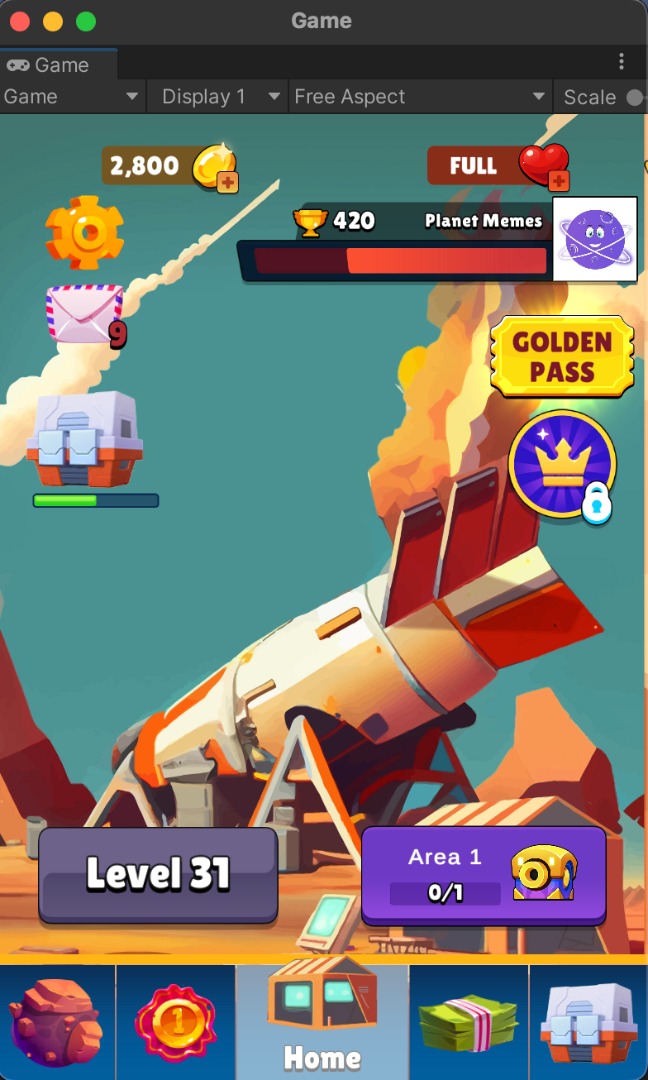 Game
Game
Game
Display 1
Free Aspect
Scale
2,800
FULL
420
Planet Memes
9
GOLDEN
PASS
Level 31
Area 1
0/1
1
Home